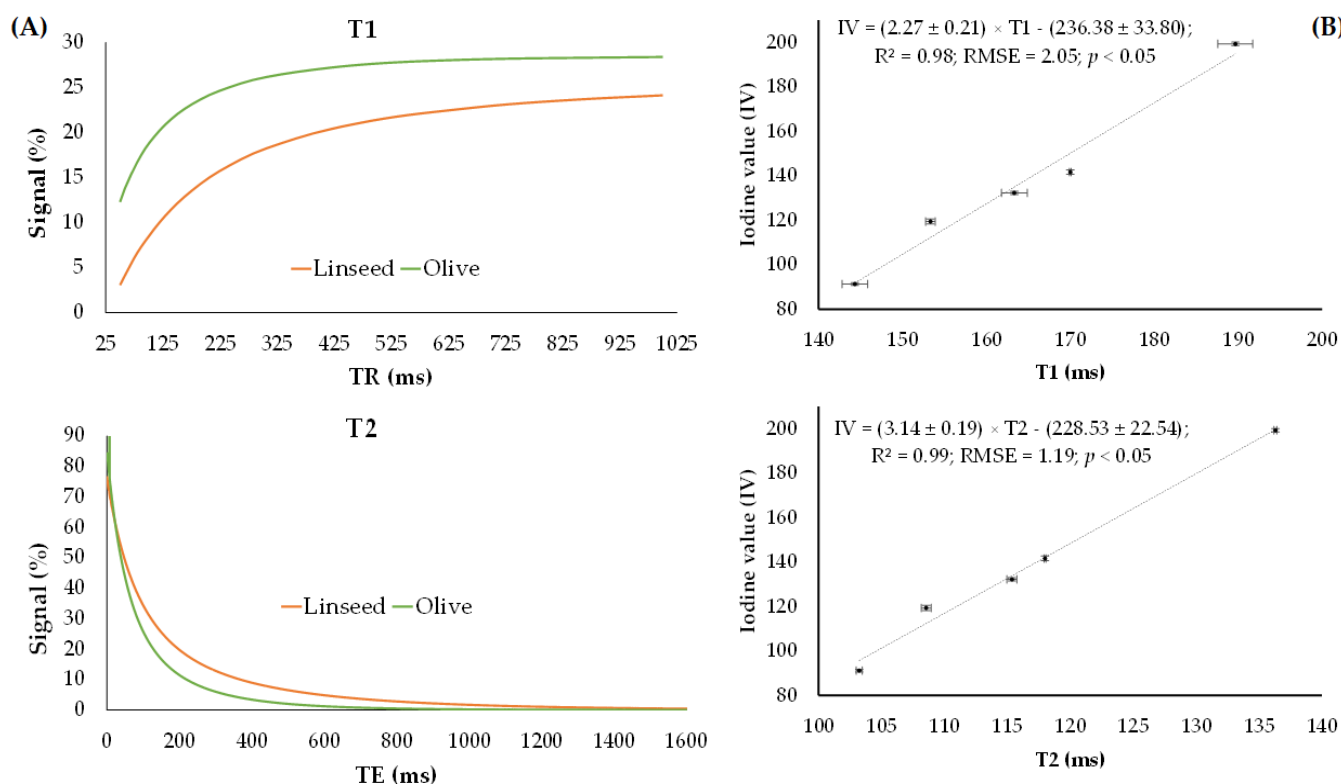 (A)
T1
30
25
20
15
10
5
0
Signal (%)
Linseed Olive
25 125 225 325 425 525 625 725 825 925 1025
TR (ms)
(B)
IV = (2.27 ± 0.21) × T1 - (236.38 ± 33.80);
R² = 0.98; RMSE = 2.05; p < 0.05
200
180
160
140
120
100
80
Iodine value (IV)
140 150 160 170 180 190 200
T1 (ms)
T2
90
80
70
60
50
40
30
20
10
0
Signal (%)
Linseed Olive
0 200 400 600 800 1000 1200 1400 1600
TE (ms)
IV = (3.14 ± 0.19) × T2 - (228.53 ± 22.54);
R² = 0.99; RMSE = 1.19; p < 0.05
200
180
160
140
120
100
80
Iodine value (IV)
100 105 110 115 120 125 130 135 140
T2 (ms)